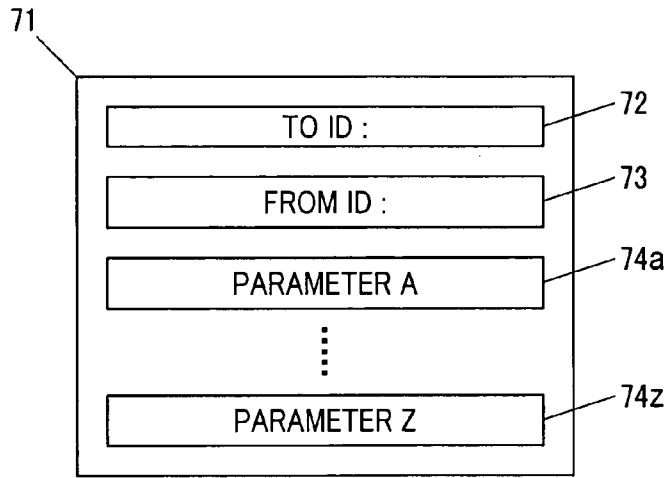 71
TO ID :
72
FROM ID :
73
PARAMETER A
74a
PARAMETER Z
74z